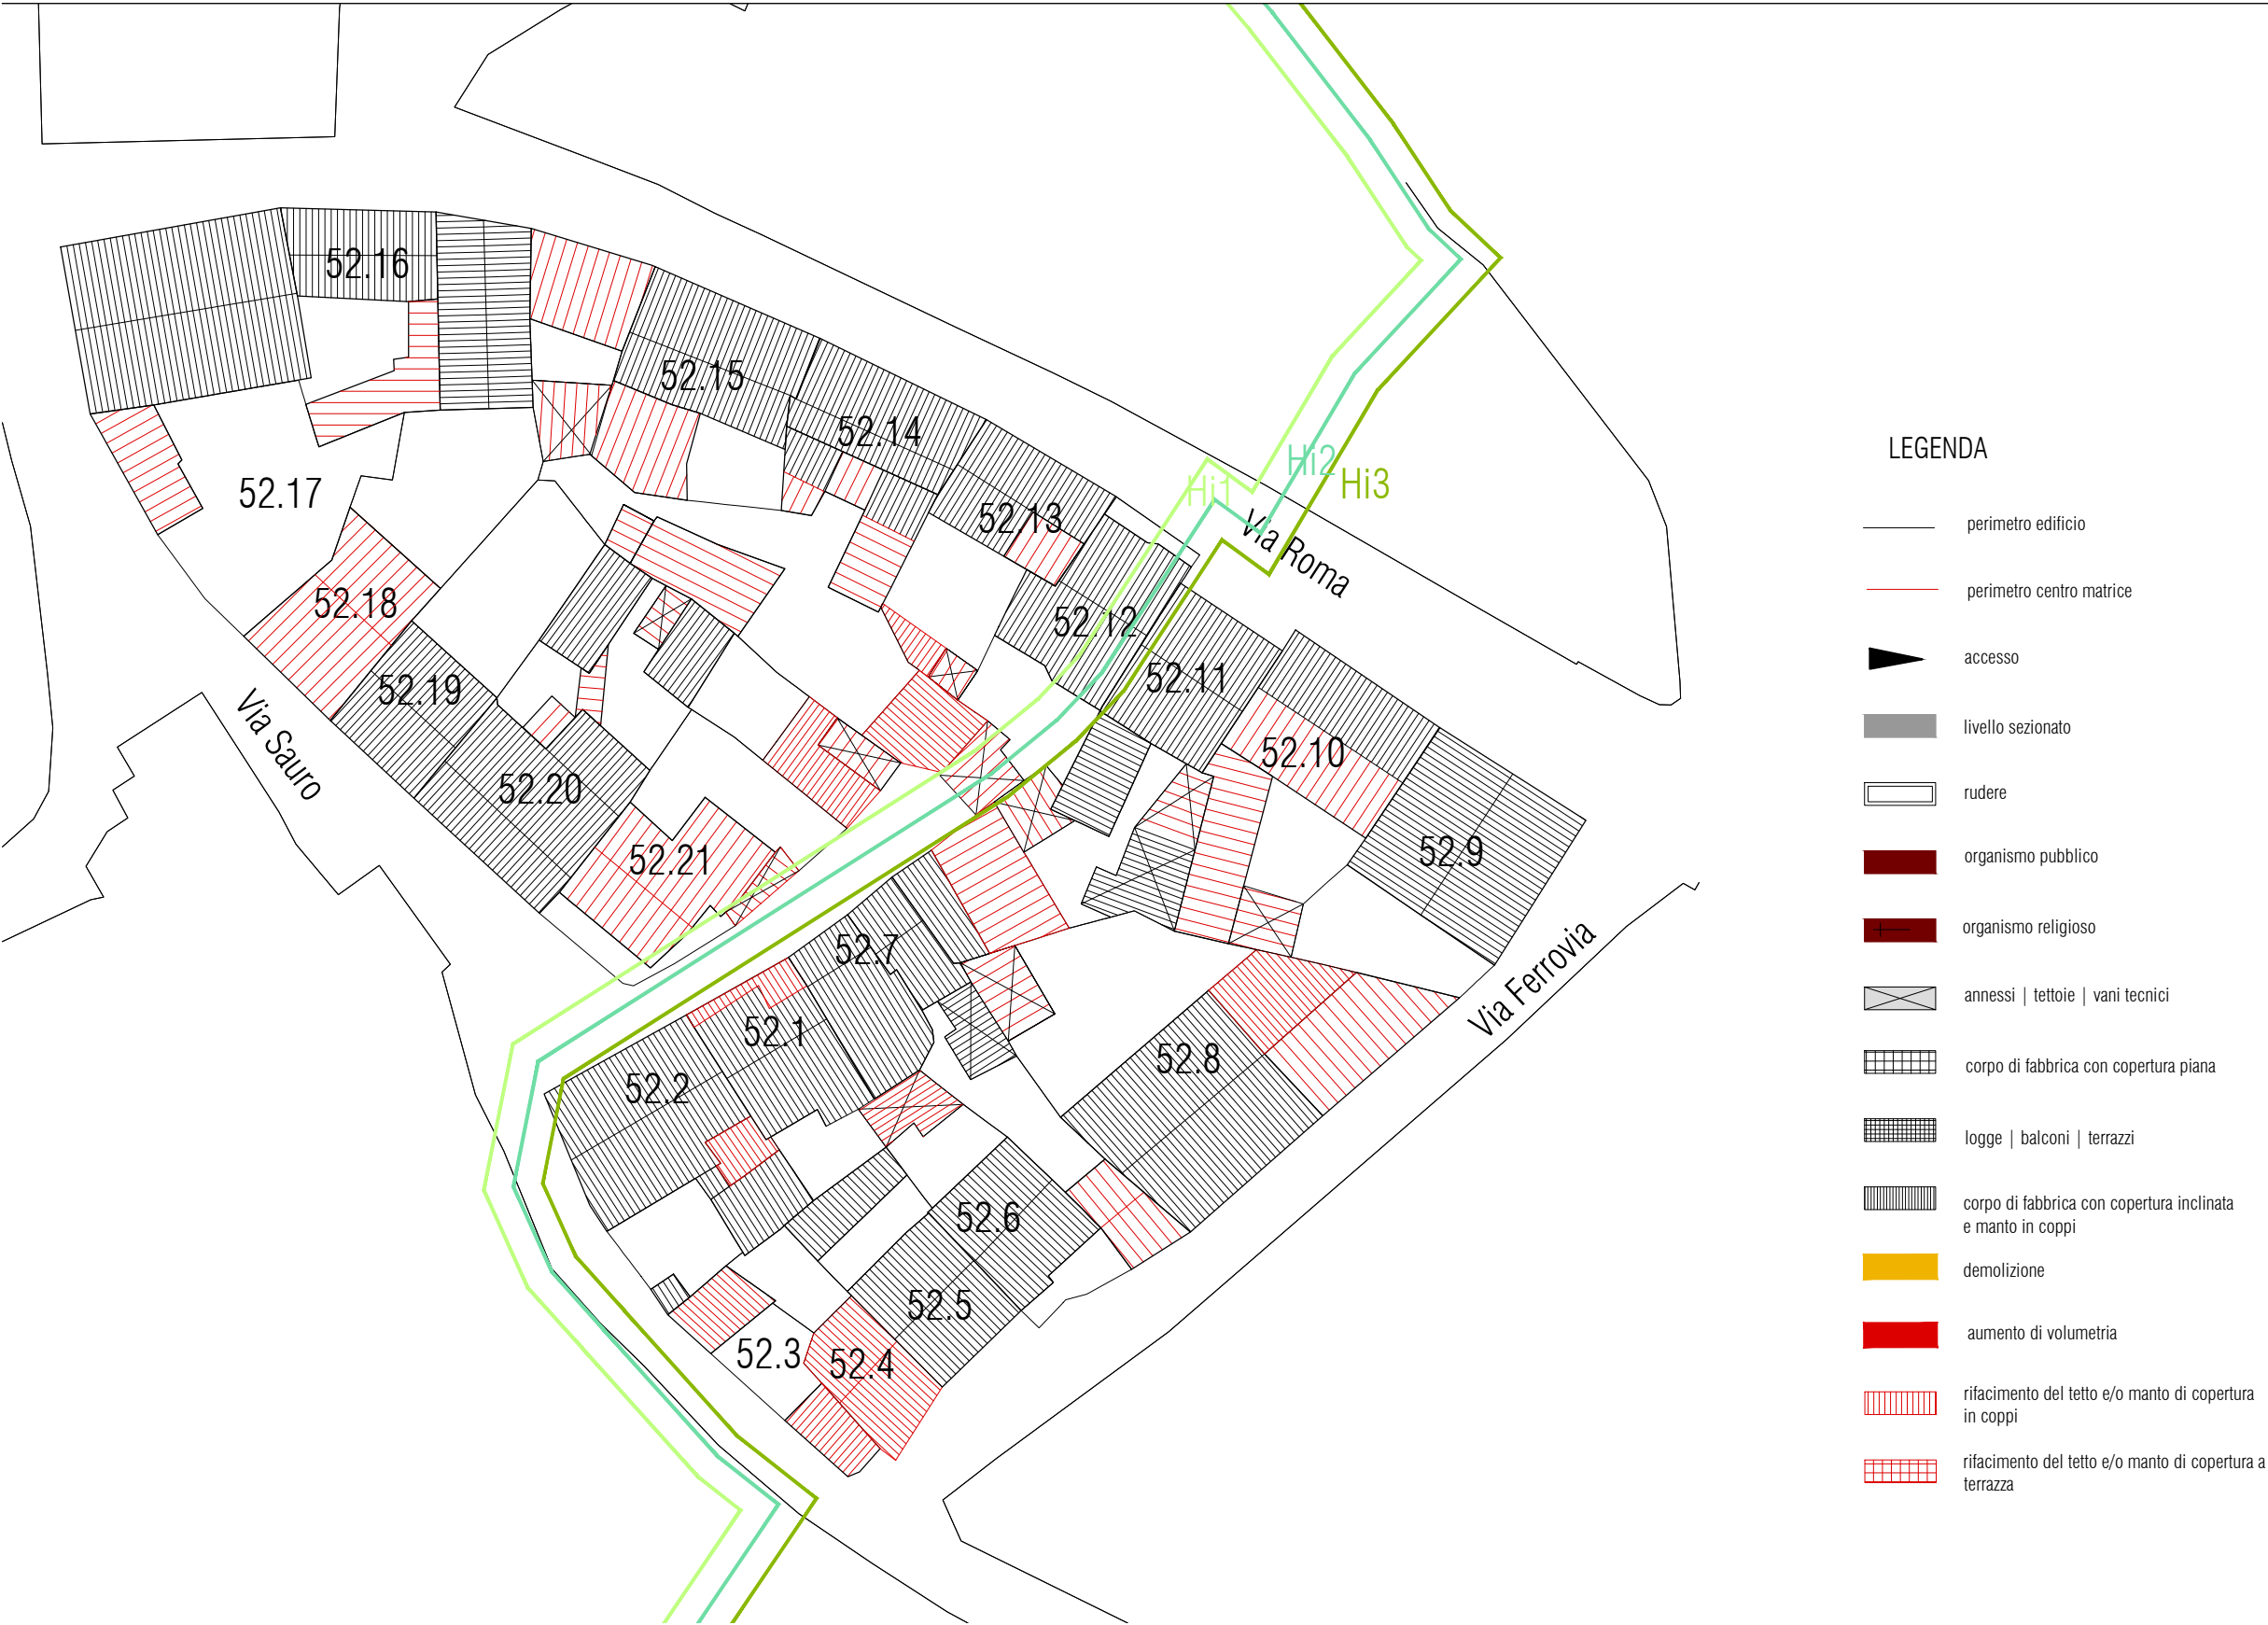 52.16
52.15
52.14
Hi2
Hi3
Hi1
52.17
52.13
Via Roma
52.18
52.12
52.11
52.19
Via Sauro
52.10
52.20
52.21
52.9
52.7
Via Ferrovia
52.1
52.8
52.2
52.6
52.5
52.3
52.4
LEGENDA
perimetro edificio
perimetro centro matrice
accesso
livello sezionato
rudere
organismo pubblico
organismo religioso
annessi | tettoie | vani tecnici
corpo di fabbrica con copertura piana
logge | balconi | terrazzi
corpo di fabbrica con copertura inclinata
e manto in coppi
demolizione
aumento di volumetria
rifacimento del tetto e/o manto di copertura
in coppi
rifacimento del tetto e/o manto di copertura a
terrazza